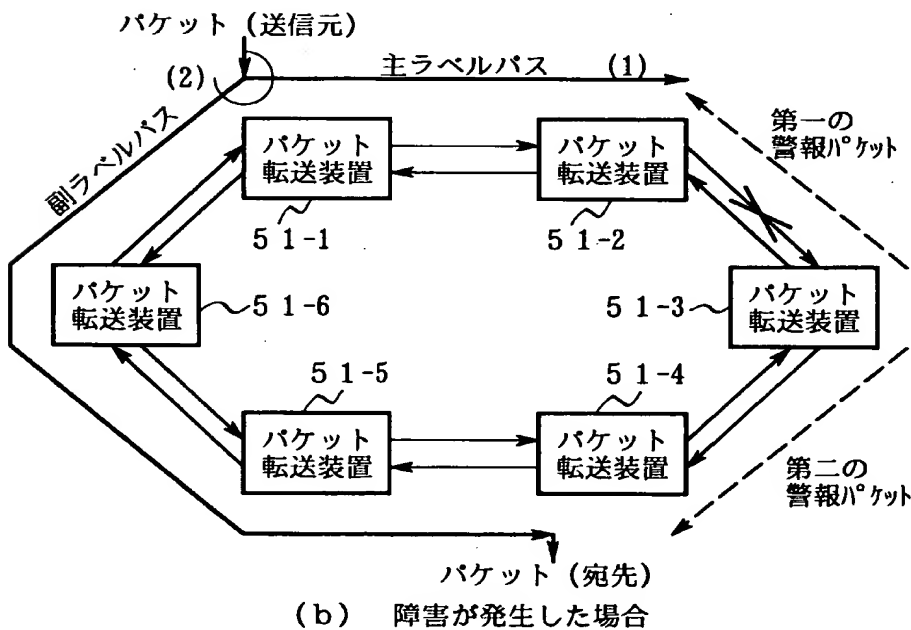 パケット (送信元)
(2)
主ラベルパス (1)
副ラベルパス
第一の
警報パケット
パケット
転送装置
パケット
転送装置
51-1
51-2
パケット
転送装置
51-6
51-3
パケット
転送装置
51-5
51-4
パケット
転送装置
パケット
転送装置
第二の
警報パケット
パケット (宛先)
(b) 障害が発生した場合